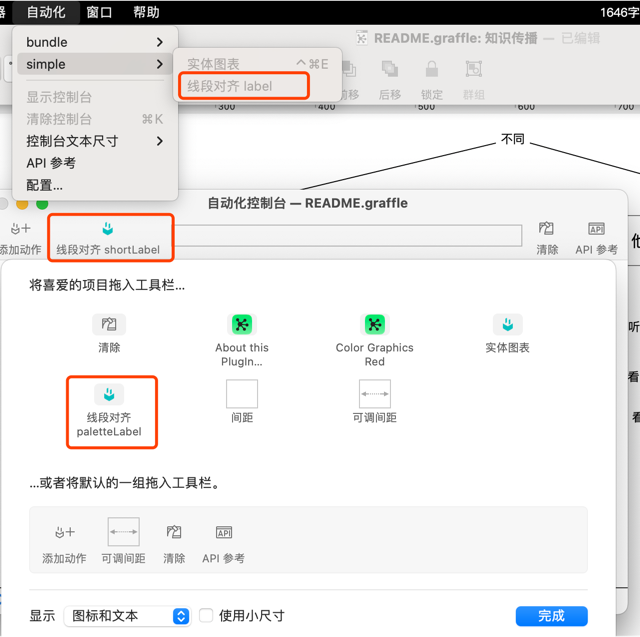 器 自动化 窗口 帮助 1646字
bundle
simple
实体图表 ^⌘E
线段对齐 label
显示控制台
清除控制台 ⌘K
控制台文本尺寸
API 参考
配置...
README.graffle: 知识传播 — 已编辑
前移 后移 锁定 群组
300 400 500 600 700
不同
自动化控制台 — README.graffle
添加动作 线段对齐 shortLabel 清除 API 参考
他
将喜爱的项目拖入工具栏...
清除
About this
PlugIn...
Color Graphics
Red
实体图表
听
看
看
线段对齐
paletteLabel
间距
可调间距
...或者将默认的一组拖入工具栏。
API
添加动作 可调间距 清除 API 参考
显示 图标和文本 使用小尺寸 完成